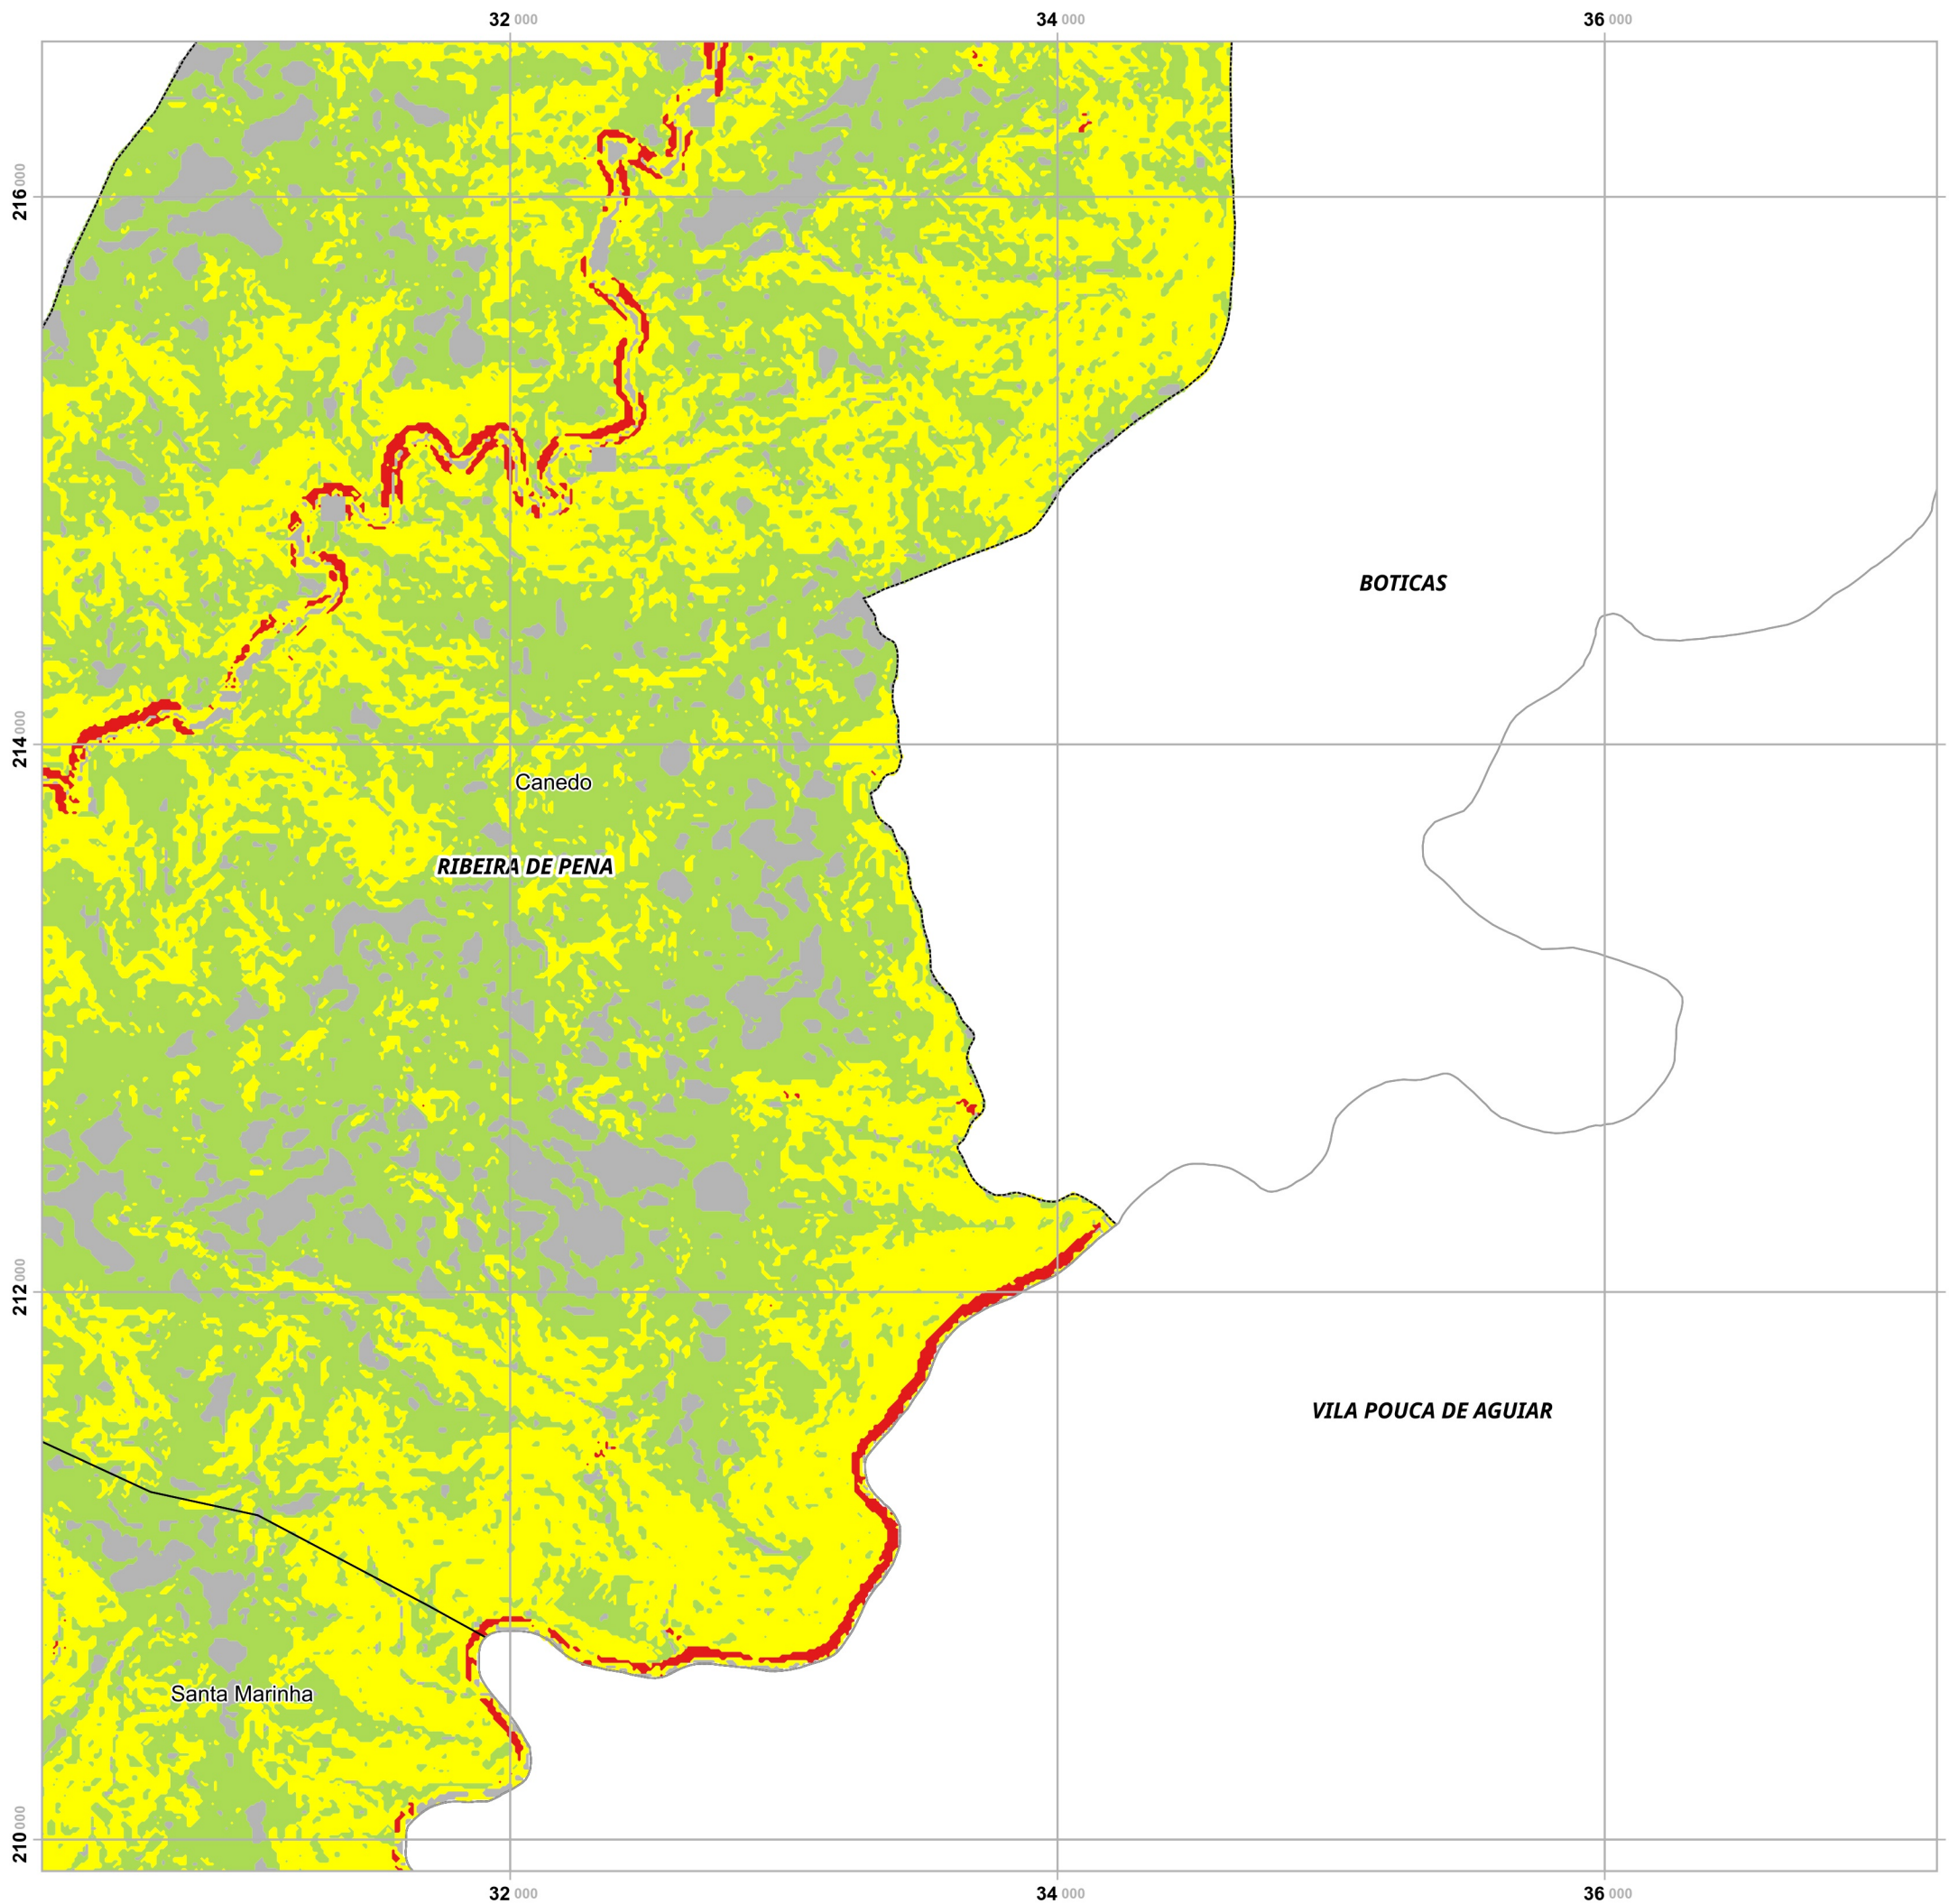 32 000
34 000
36 000
216 000
BOTICAS
214 000
Canedo
RIBEIRA DE PENA
212 000
VILA POUCA DE AGUIAR
Santa Marinha
210 000
32 000
34 000
36 000